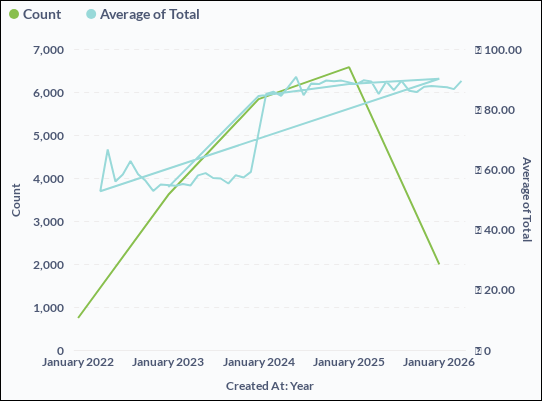 Count Average of Total
7,000
6,000
5,000
4,000
3,000
2,000
1,000
0
Count
100.00
80.00
60.00
40.00
20.00
0
Average of Total
January 2022 January 2023 January 2024 January 2025 January 2026
Created At: Year